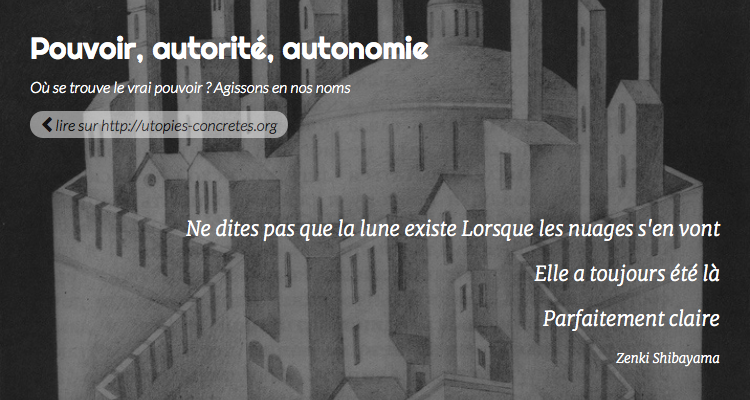 Pouvoir, autorité, autonomie
Où se trouve le vrai pouvoir ? Agissons en nos noms
lire sur http://utopies-concretes.org
Ne dites pas que la lune existe Lorsque les nuages s'en vont
Elle a toujours été là
Parfaitement claire
Zenki Shibayama